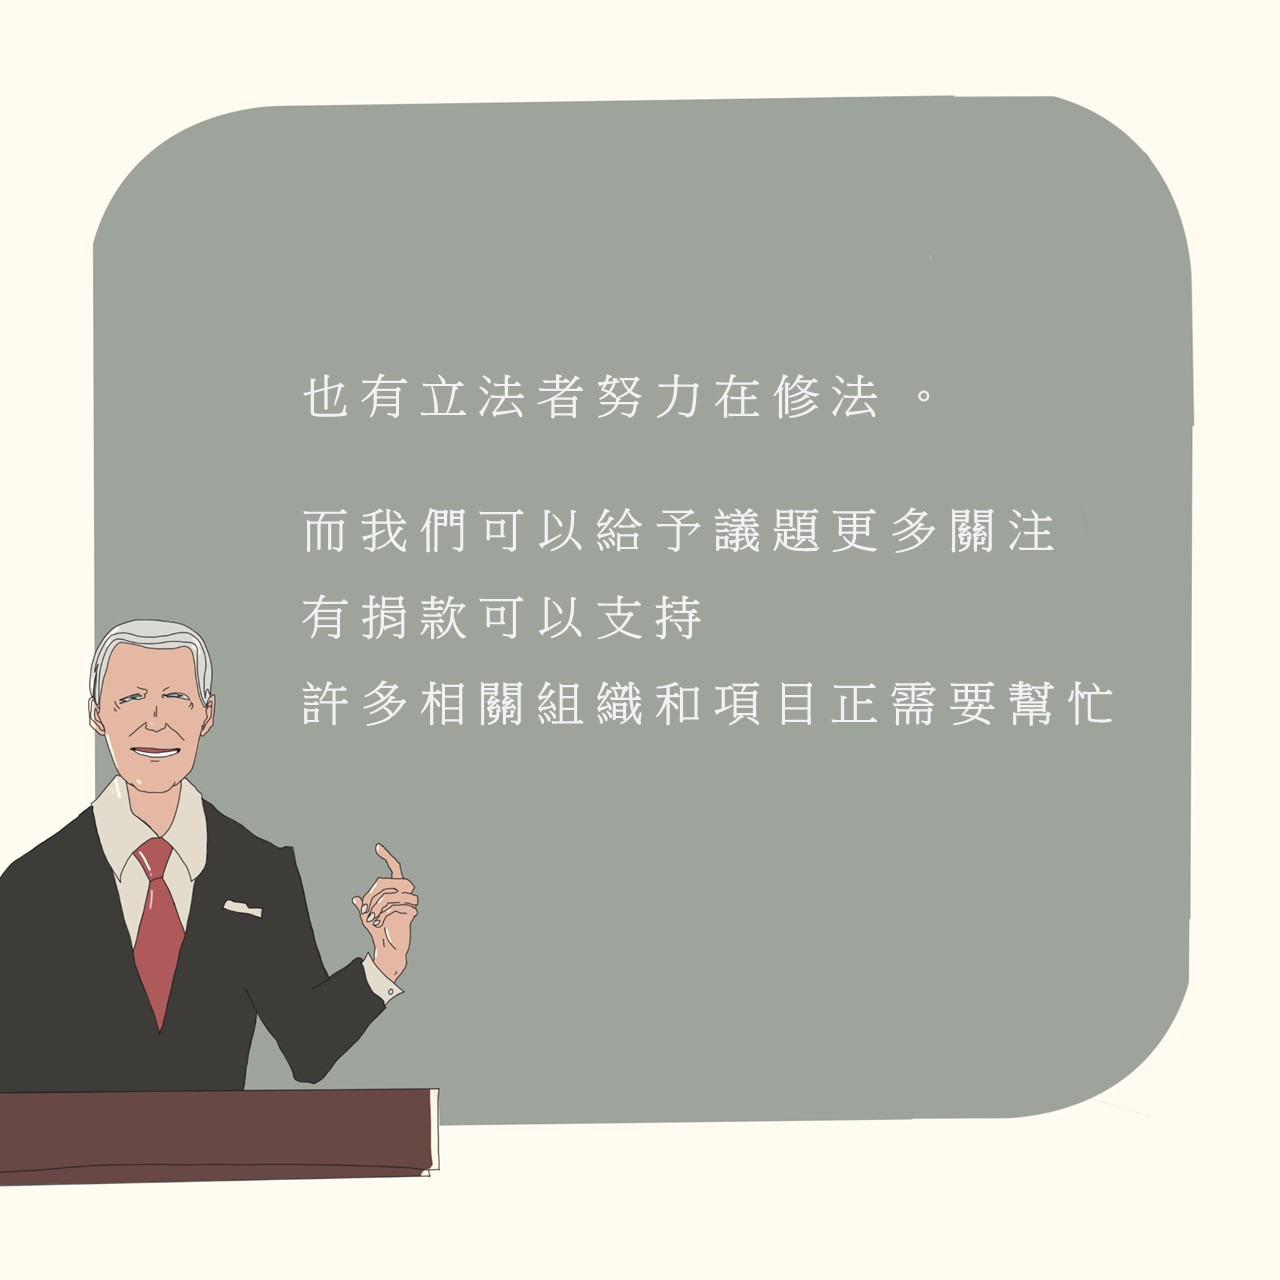 也有立法者努力在修法。
而我們可以給予議題更多關注
有捐款可以支持
許多相關組織和項目正需要幫忙